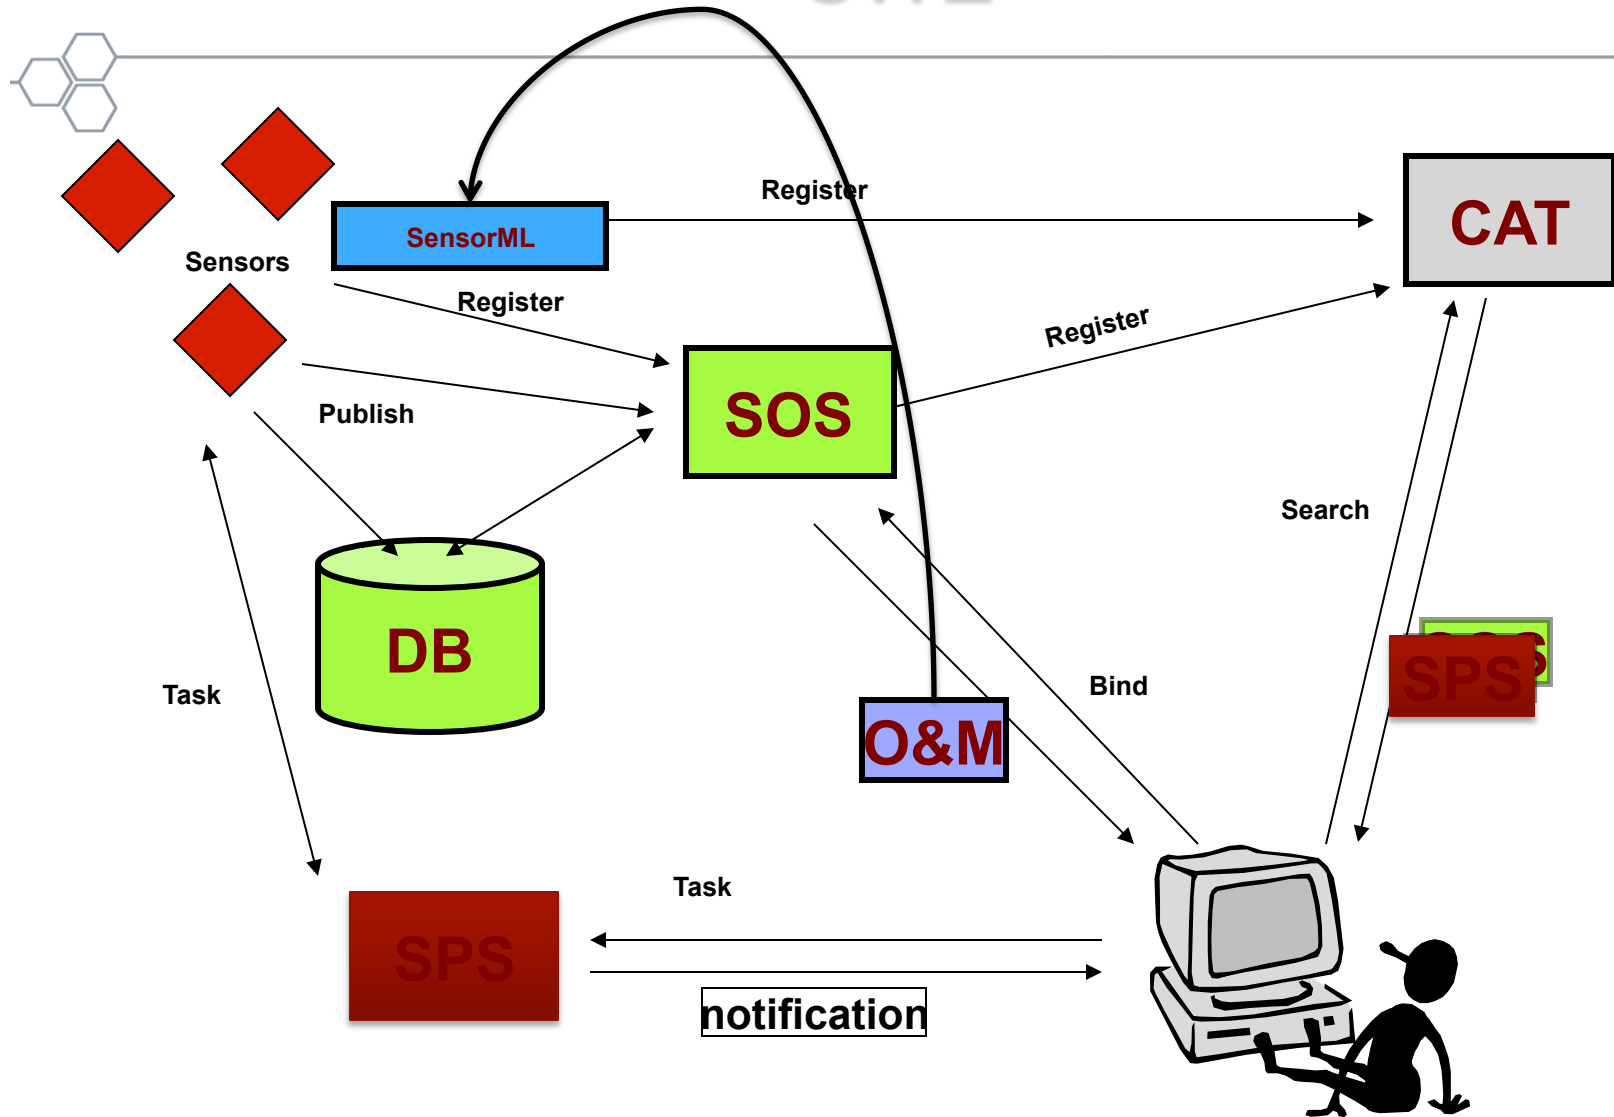 Register
CAT
SensorML
Sensors
Register
Register
SOS
Publish
Search
DB
SPS
Task
Bind
O&M
Task
SPS
notification